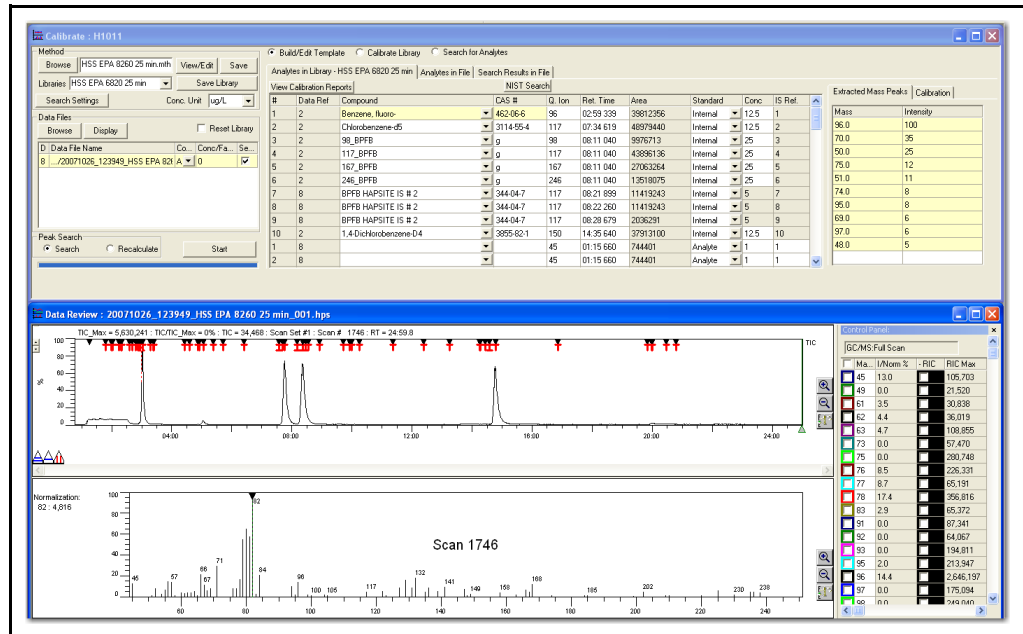 Calibrate : H1011
Method
Browse HSS EPA 8260 25 min.mth View/Edit Save
Libraries HSS EPA 6820 25 min Save Library
Search Settings Conc. Unit ug/L
Data Files
Browse Display Reset Library
D Data File Name Co... Conc/Fa... Se...
8 .../20071026_123949_HSS EPA 826 A 0
Peak Search
Search Recalculate Start
Build/Edit Template Calibrate Library Search for Analytes
Analytes in Library - HSS EPA 6820 25 min Analytes in File Search Results in File
View Calibration Reports NIST Search
# Data Ref Compound CAS # Q. Ion Ret. Time Area Standard Conc IS Ref.
1 2 Benzene, fluoro- 462-06-6 96 02:59 339 39812356 Internal 12.5 1
2 2 Chlorobenzene-d5 3114-55-4 117 07:34 619 48979440 Internal 12.5 2
3 2 98_BPFB g 98 08:11 040 9976713 Internal 25 3
4 2 117_BPFB g 117 08:11 040 43896136 Internal 25 4
5 2 167_BPFB g 167 08:11 040 27063264 Internal 25 5
6 2 246_BPFB g 246 08:11 040 13518075 Internal 25 6
7 8 BPFB HAPSITE IS # 2 344-04-7 117 08:21 899 11419243 Internal 5 7
8 8 BPFB HAPSITE IS # 2 344-04-7 117 08:22 260 11419243 Internal 5 8
9 8 BPFB HAPSITE IS # 2 344-04-7 117 08:28 679 2036291 Internal 5 9
10 2 1,4-Dichlorobenzene-D4 3855-82-1 150 14:35 640 37913100 Internal 12.5 10
1 8 45 01:15 660 744401 Analyte 1 1
2 8 45 01:15 660 744401 Analyte 1 1
Extracted Mass Peaks Calibration
Mass Intensity
96.0 100
70.0 35
50.0 25
75.0 12
51.0 11
74.0 8
95.0 8
69.0 6
97.0 6
48.0 5
Data Review : 20071026_123949_HSS EPA 8260 25 min_001.hps
TIC_Max = 5,630,241 : TIC/TIC_Max = 0% : TIC = 34,468 : Scan Set #1 : Scan # 1746 : RT = 24:59.8
TIC
100
80
60
%
40
20
0
04:00 08:00 12:00 16:00 20:00 24:00
Normalization:
82 : 4,816
100
80
60
40
20
0
82
Scan 1746
46 57 66 67 71 84 96 100 105 117 132 141 149 158 168 185 202 230 238
60 80 100 120 140 160 180 200 220 240
Control Panel:
GC/MS:Full Scan
Ma... I/Norm % - RIC RIC Max
45 13.0 105,703
49 0.0 21,520
61 3.5 30,838
62 4.4 36,019
63 4.7 108,855
73 0.0 57,470
75 0.0 280,748
76 8.5 226,331
77 8.7 65,191
78 17.4 356,816
83 2.9 65,372
91 0.0 87,341
92 0.0 64,067
93 0.0 194,811
95 2.0 213,947
96 14.4 2,646,197
97 0.0 175,094
98 0.0 249,040